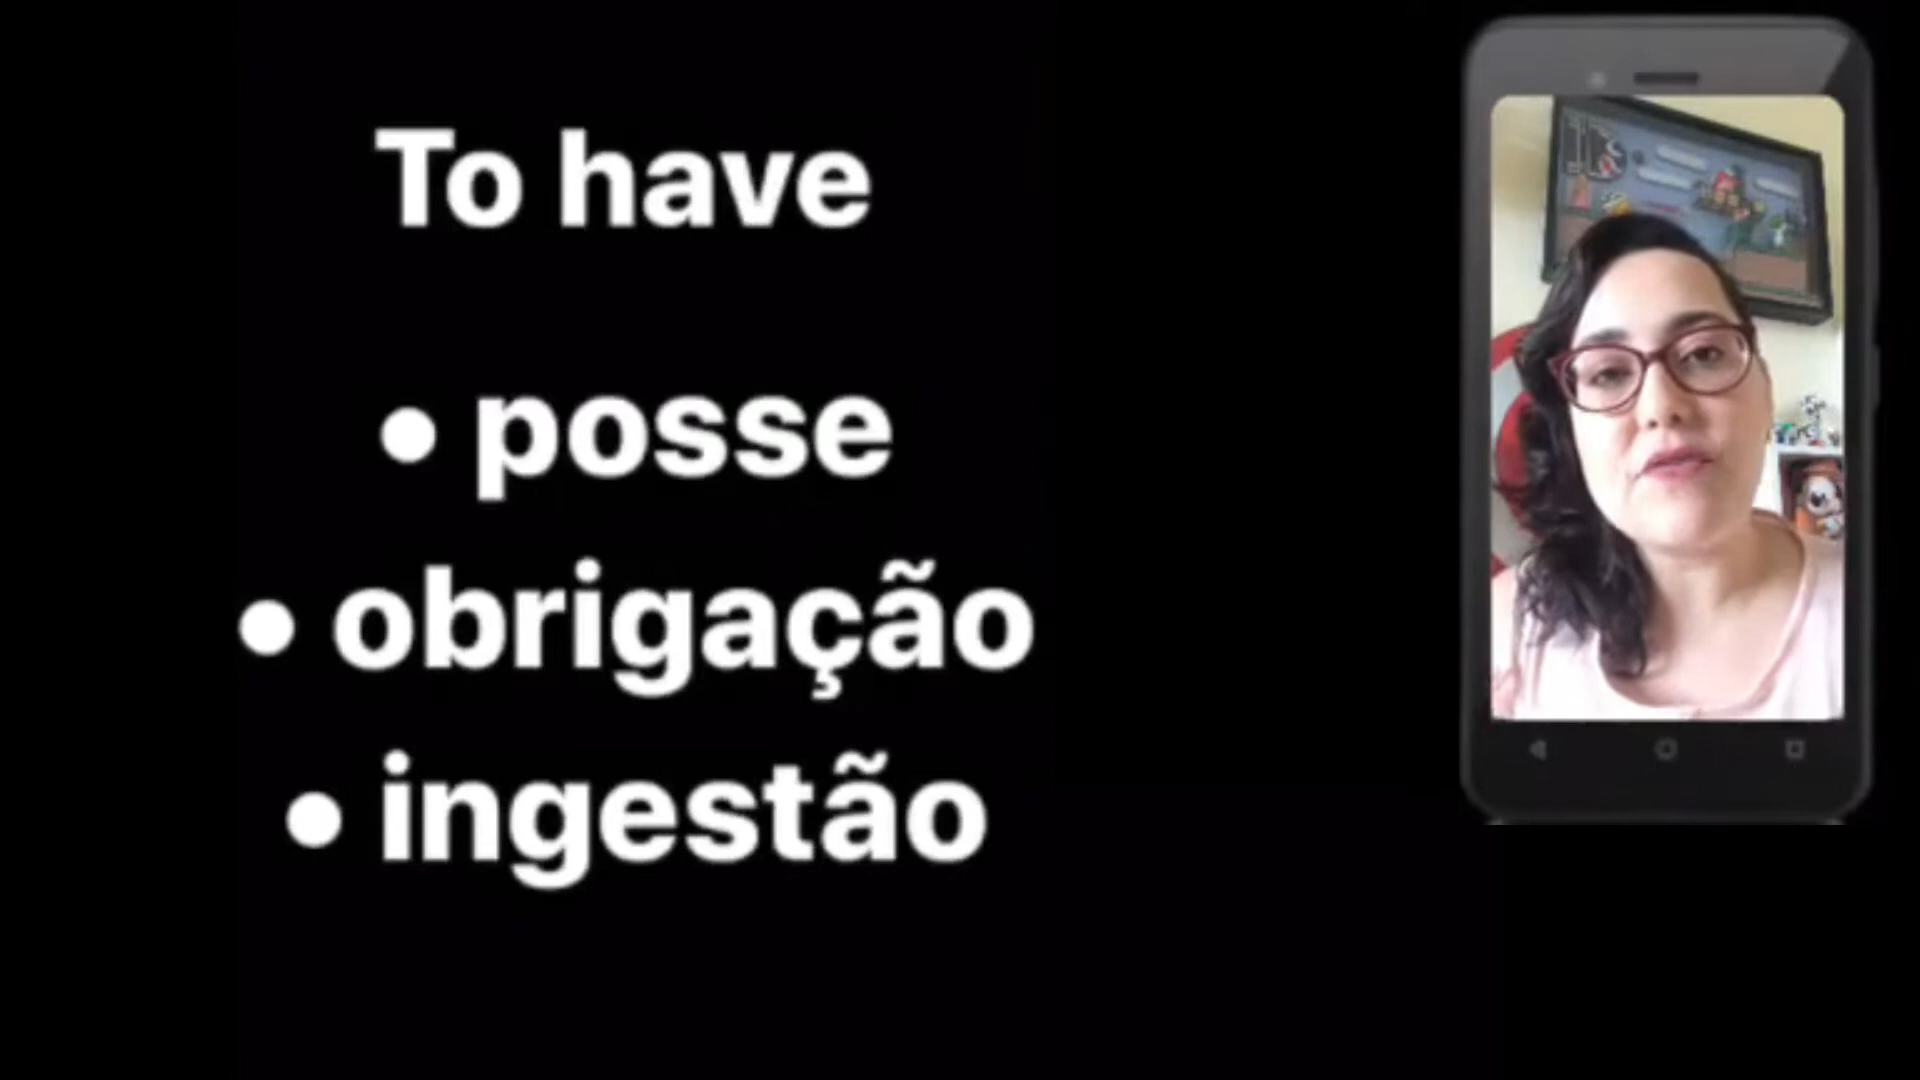 To have
• posse
• obrigação
• ingestão